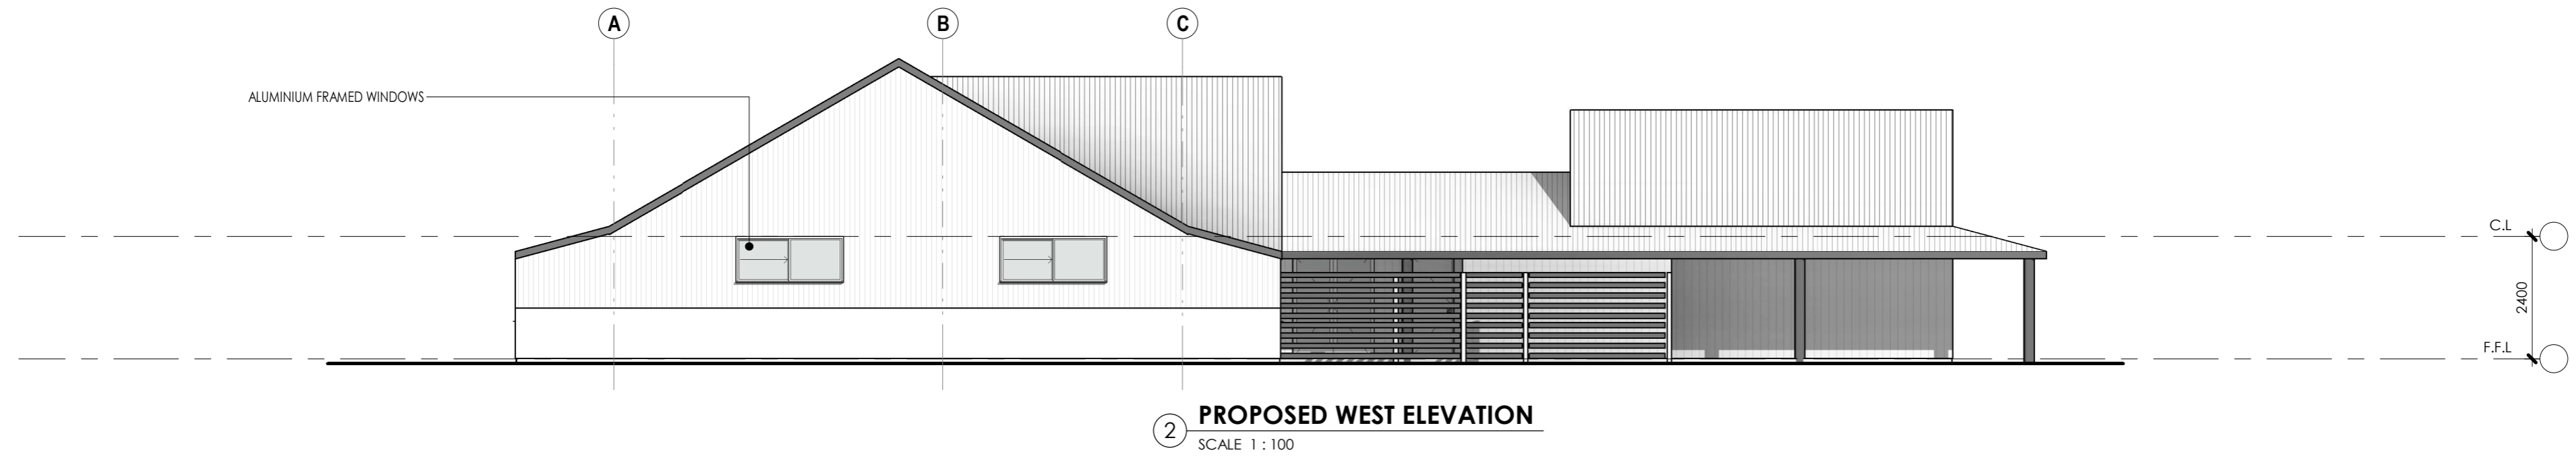 A
B
C
ALUMINIUM FRAMED WINDOWS
C.L
2400
F.F.L
2
PROPOSED WEST ELEVATION
SCALE 1 : 100